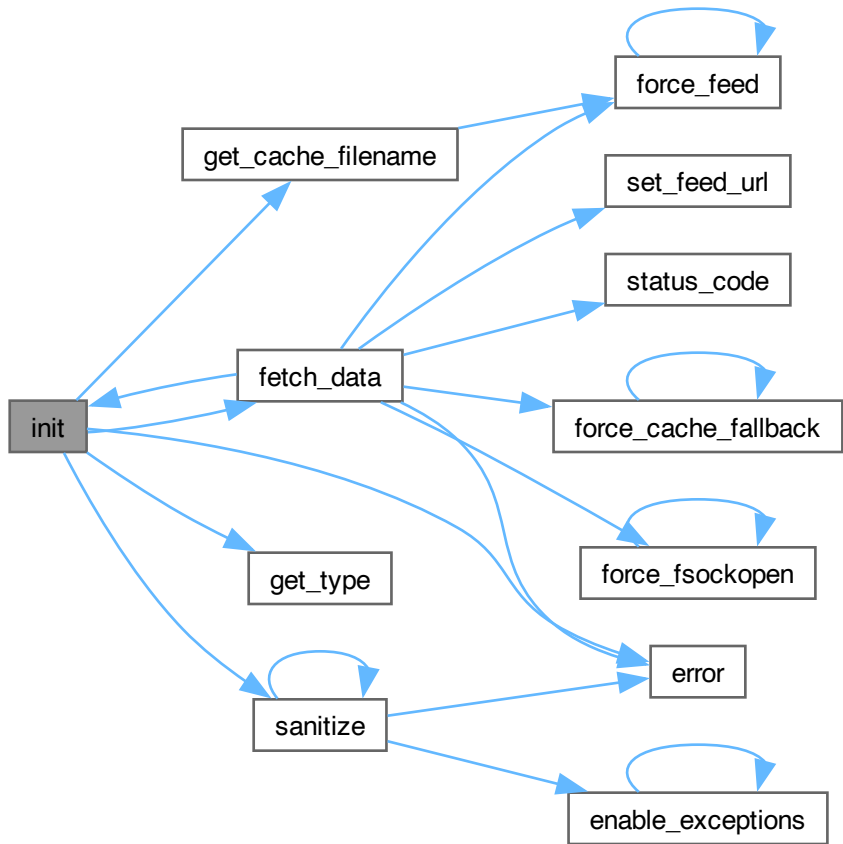 force_feed
get_cache_filename
set_feed_url
status_code
fetch_data
init
force_cache_fallback
get_type
force_fsockopen
error
sanitize
enable_exceptions